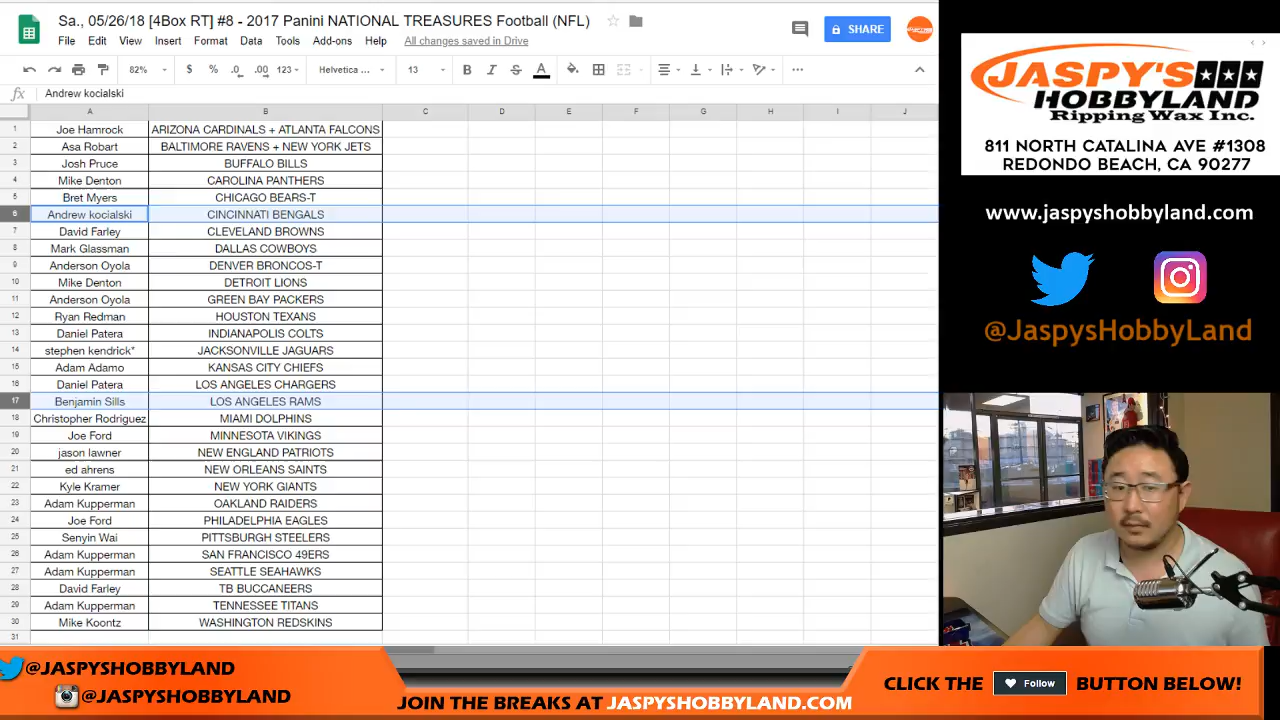 Sa., 05/26/18 [4Box RT] #8 - 2017 Panini NATIONAL TREASURES Football (NFL)
File Edit View Insert Format Data Tools Add-ons Help All changes saved in Drive
SHARE
82% $ % .0 .00 123 Helvetica ... 13 B I S A
fx Andrew kocialski
A B C D E F G H I J
1 Joe Hamrock ARIZONA CARDINALS + ATLANTA FALCONS
2 Asa Robart BALTIMORE RAVENS + NEW YORK JETS
3 Josh Pruce BUFFALO BILLS
4 Mike Denton CAROLINA PANTHERS
5 Bret Myers CHICAGO BEARS-T
6 Andrew kocialski CINCINNATI BENGALS
7 David Farley CLEVELAND BROWNS
8 Mark Glassman DALLAS COWBOYS
9 Anderson Oyola DENVER BRONCOS-T
10 Mike Denton DETROIT LIONS
11 Anderson Oyola GREEN BAY PACKERS
12 Ryan Redman HOUSTON TEXANS
13 Daniel Patera INDIANAPOLIS COLTS
14 stephen kendrick* JACKSONVILLE JAGUARS
15 Adam Adamo KANSAS CITY CHIEFS
16 Daniel Patera LOS ANGELES CHARGERS
17 Benjamin Sills LOS ANGELES RAMS
18 Christopher Rodriguez MIAMI DOLPHINS
19 Joe Ford MINNESOTA VIKINGS
20 jason lawner NEW ENGLAND PATRIOTS
21 ed ahrens NEW ORLEANS SAINTS
22 Kyle Kramer NEW YORK GIANTS
23 Adam Kupperman OAKLAND RAIDERS
24 Joe Ford PHILADELPHIA EAGLES
25 Senyin Wai PITTSBURGH STEELERS
26 Adam Kupperman SAN FRANCISCO 49ERS
27 Adam Kupperman SEATTLE SEAHAWKS
28 David Farley TB BUCCANEERS
29 Adam Kupperman TENNESSEE TITANS
30 Mike Koontz WASHINGTON REDSKINS
31
JASPY'S
HOBBYLAND
Ripping Wax Inc.
811 NORTH CATALINA AVE #1308
REDONDO BEACH, CA 90277
www.jaspyshobbyland.com
@JaspysHobbyLand
@JASPYSHOBBYLAND
@JASPYSHOBBYLAND
JOIN THE BREAKS AT JASPYSHOBBYLAND.COM
CLICK THE Follow BUTTON BELOW!